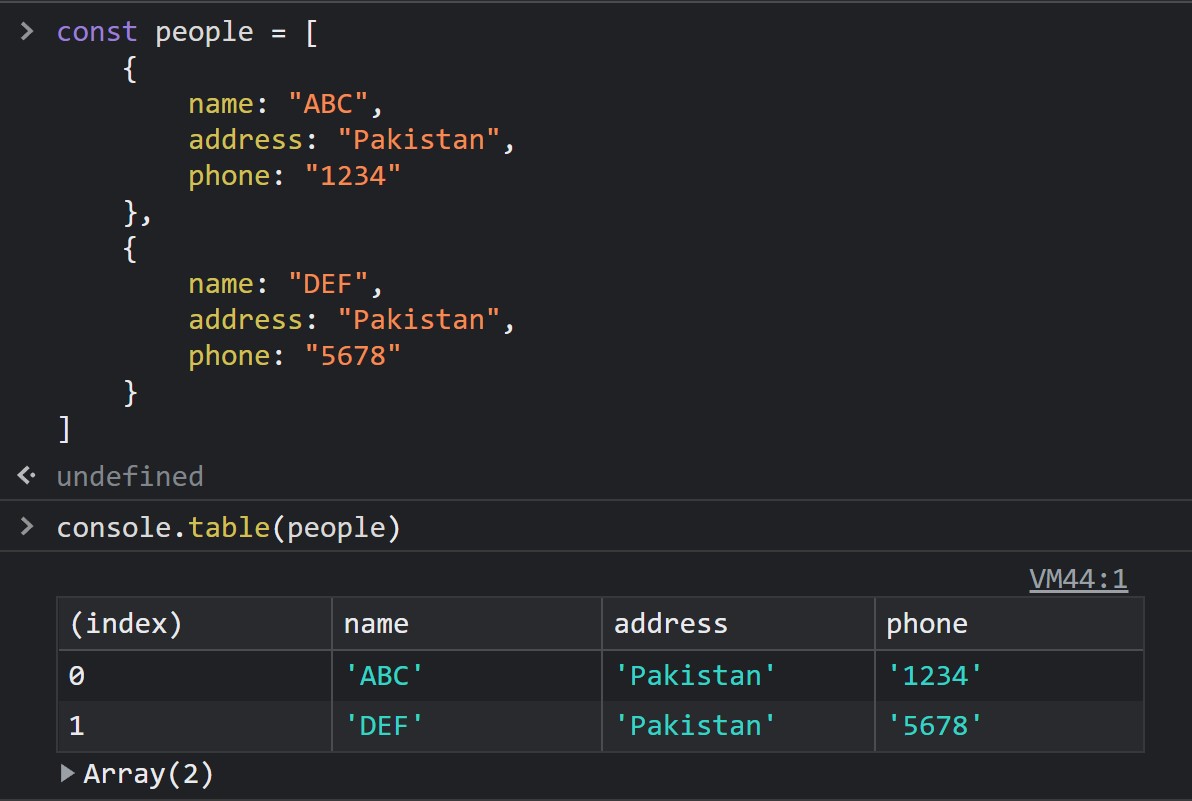 const people = [
{
name: "ABC",
address: "Pakistan",
phone: "1234"
},
{
name: "DEF",
address: "Pakistan",
phone: "5678"
}
]
undefined
console.table(people)
VM44:1
(index) name address phone
0 'ABC' 'Pakistan' '1234'
1 'DEF' 'Pakistan' '5678'
Array(2)